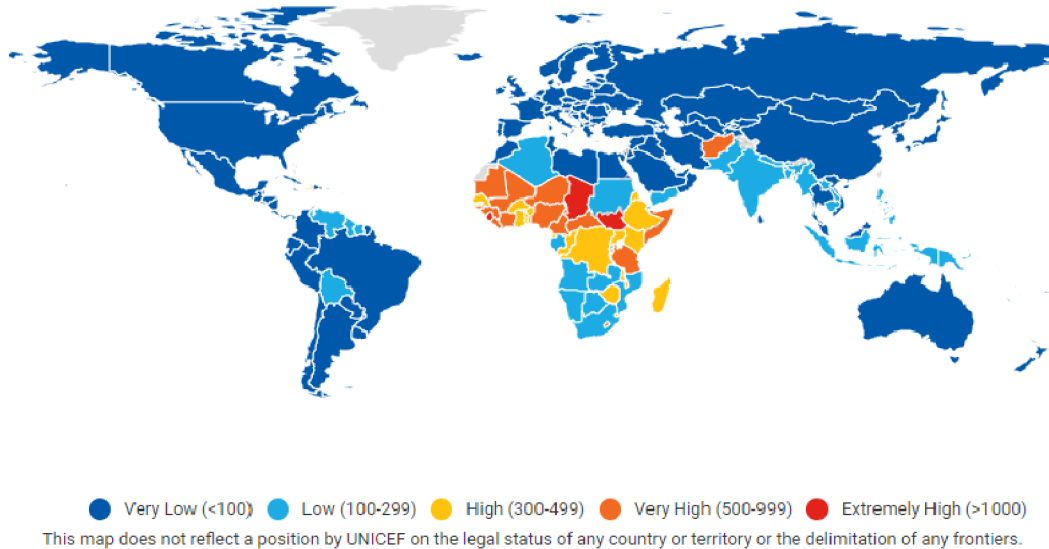 Very Low (<100) Low (100-299) High (300-499) Very High (500-999) Extremely High (>1000)
This map does not reflect a position by UNICEF on the legal status of any country or territory or the delimitation of any frontiers.